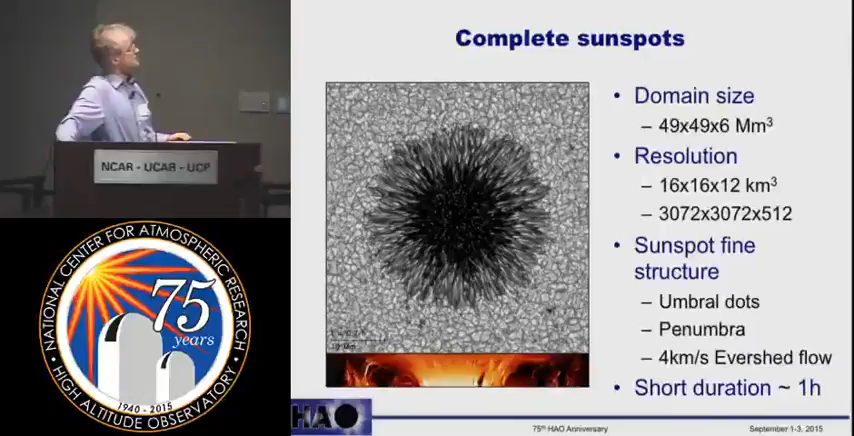 Complete sunspots
NCAR - UCAR - UCP
NATIONAL CENTER FOR ATMOSPHERIC RESEARCH
75
years
1940 - 2015
HIGH ALTITUDE OBSERVATORY
• Domain size
– 49x49x6 Mm³
• Resolution
– 16x16x12 km³
– 3072x3072x512
• Sunspot fine
structure
– Umbral dots
– Penumbra
– 4km/s Evershed flow
• Short duration ~ 1h
HAO
75th HAO Anniversary
September 1-3, 2015